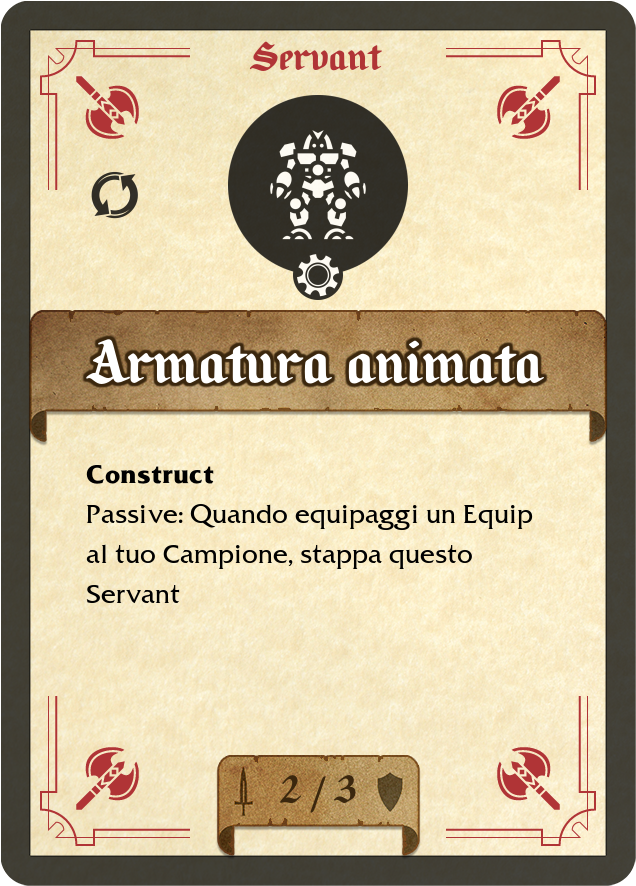 Servant
Armatura animata
Construct
Passive: Quando equipaggi un Equip
al tuo Campione, stappa questo
Servant
2 / 3